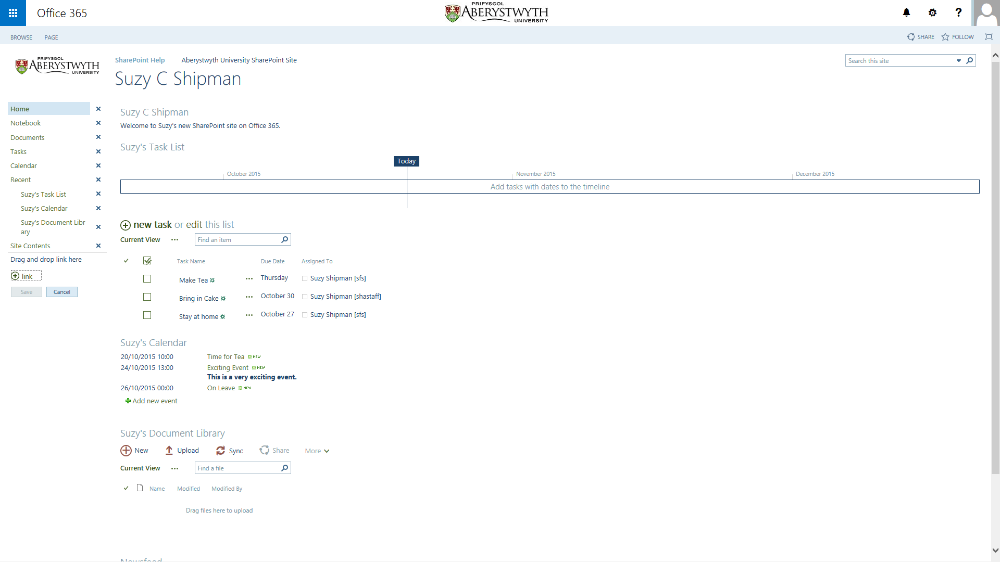 Office 365
PRIFYSGOL
ABERYSTWYTH
UNIVERSITY
?
BROWSE PAGE
SHARE FOLLOW
PRIFYSGOL
ABERYSTWYTH
UNIVERSITY
SharePoint Help Aberystwyth University SharePoint Site
Search this site
Suzy C Shipman
Home
Notebook
Documents
Tasks
Calendar
Recent
Suzy's Task List
Suzy's Calendar
Suzy's Document Libr
ary
Site Contents
Drag and drop link here
link
Save Cancel
Suzy C Shipman
Welcome to Suzy's new SharePoint site on Office 365.
Suzy's Task List
Today
October 2015 November 2015 December 2015
Add tasks with dates to the timeline
new task or edit this list
Current View ••• Find an item
Task Name Due Date Assigned To
Make Tea ••• Thursday Suzy Shipman [sfs]
Bring in Cake ••• October 30 Suzy Shipman [shastaff]
Stay at home ••• October 27 Suzy Shipman [sfs]
Suzy's Calendar
20/10/2015 10:00 Time for Tea NEW
24/10/2015 13:00 Exciting Event NEW
This is a very exciting event.
26/10/2015 00:00 On Leave NEW
Add new event
Suzy's Document Library
New Upload Sync Share More
Current View ••• Find a file
Name Modified Modified By
Drag files here to upload
Newsfeed